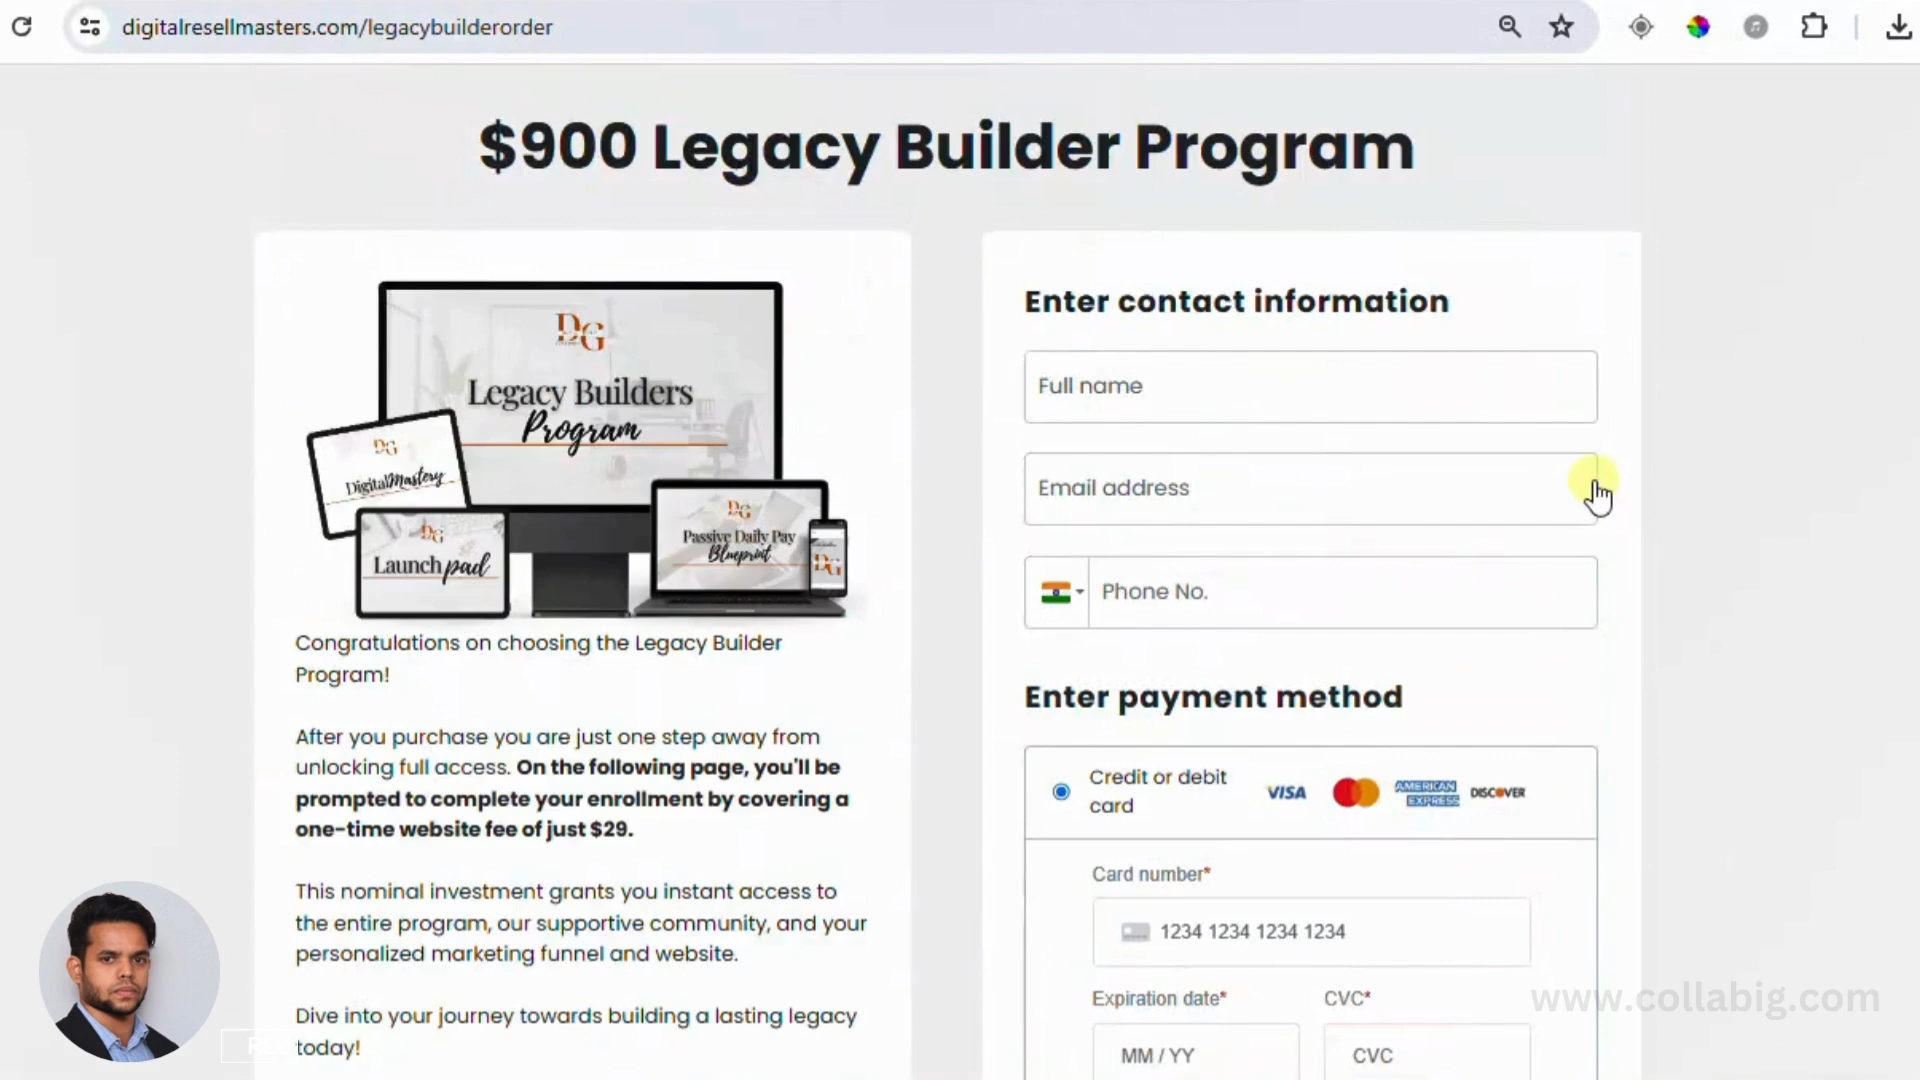 digitalresellmasters.com/legacybuilderorder
$900 Legacy Builder Program
DG
Legacy Builders
Program
DG
DigitalMastery
DG
Launch pad
DG
Passive Daily Pay
Blueprint
DG
Congratulations on choosing the Legacy Builder
Program!
After you purchase you are just one step away from
unlocking full access. On the following page, you'll be
prompted to complete your enrollment by covering a
one-time website fee of just $29.
This nominal investment grants you instant access to
the entire program, our supportive community, and your
personalized marketing funnel and website.
Dive into your journey towards building a lasting legacy
today!
Enter contact information
Full name
Email address
Phone No.
Enter payment method
Credit or debit
card
VISA
AMERICAN
EXPRESS
DISCOVER
Card number*
1234 1234 1234 1234
Expiration date*
CVC*
MM / YY
CVC
www.collabig.com